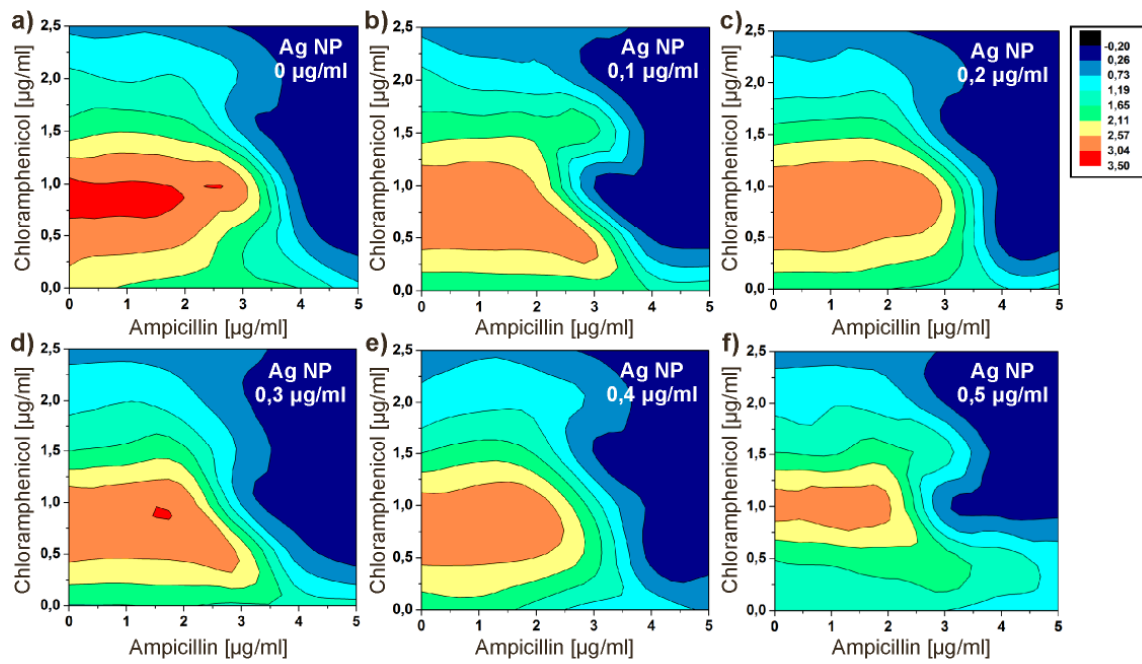 a)
Ag NP
0 µg/ml
2,5
2,0
1,5
1,0
0,5
0,0
Chloramphenicol [µg/ml]
0 1 2 3 4 5
Ampicillin [µg/ml]
b)
Ag NP
0,1 µg/ml
2,5
2,0
1,5
1,0
0,5
0,0
Chloramphenicol [µg/ml]
0 1 2 3 4 5
Ampicillin [µg/ml]
c)
Ag NP
0,2 µg/ml
2,5
2,0
1,5
1,0
0,5
0,0
Chloramphenicol [µg/ml]
0 1 2 3 4 5
Ampicillin [µg/ml]
-0,20
0,26
0,73
1,19
1,65
2,11
2,57
3,04
3,50
d)
Ag NP
0,3 µg/ml
2,5
2,0
1,5
1,0
0,5
0,0
Chloramphenicol [µg/ml]
0 1 2 3 4 5
Ampicillin [µg/ml]
e)
Ag NP
0,4 µg/ml
2,5
2,0
1,5
1,0
0,5
0,0
Chloramphenicol [µg/ml]
0 1 2 3 4 5
Ampicillin [µg/ml]
f)
Ag NP
0,5 µg/ml
2,5
2,0
1,5
1,0
0,5
0,0
Chloramphenicol [µg/ml]
0 1 2 3 4 5
Ampicillin [µg/ml]